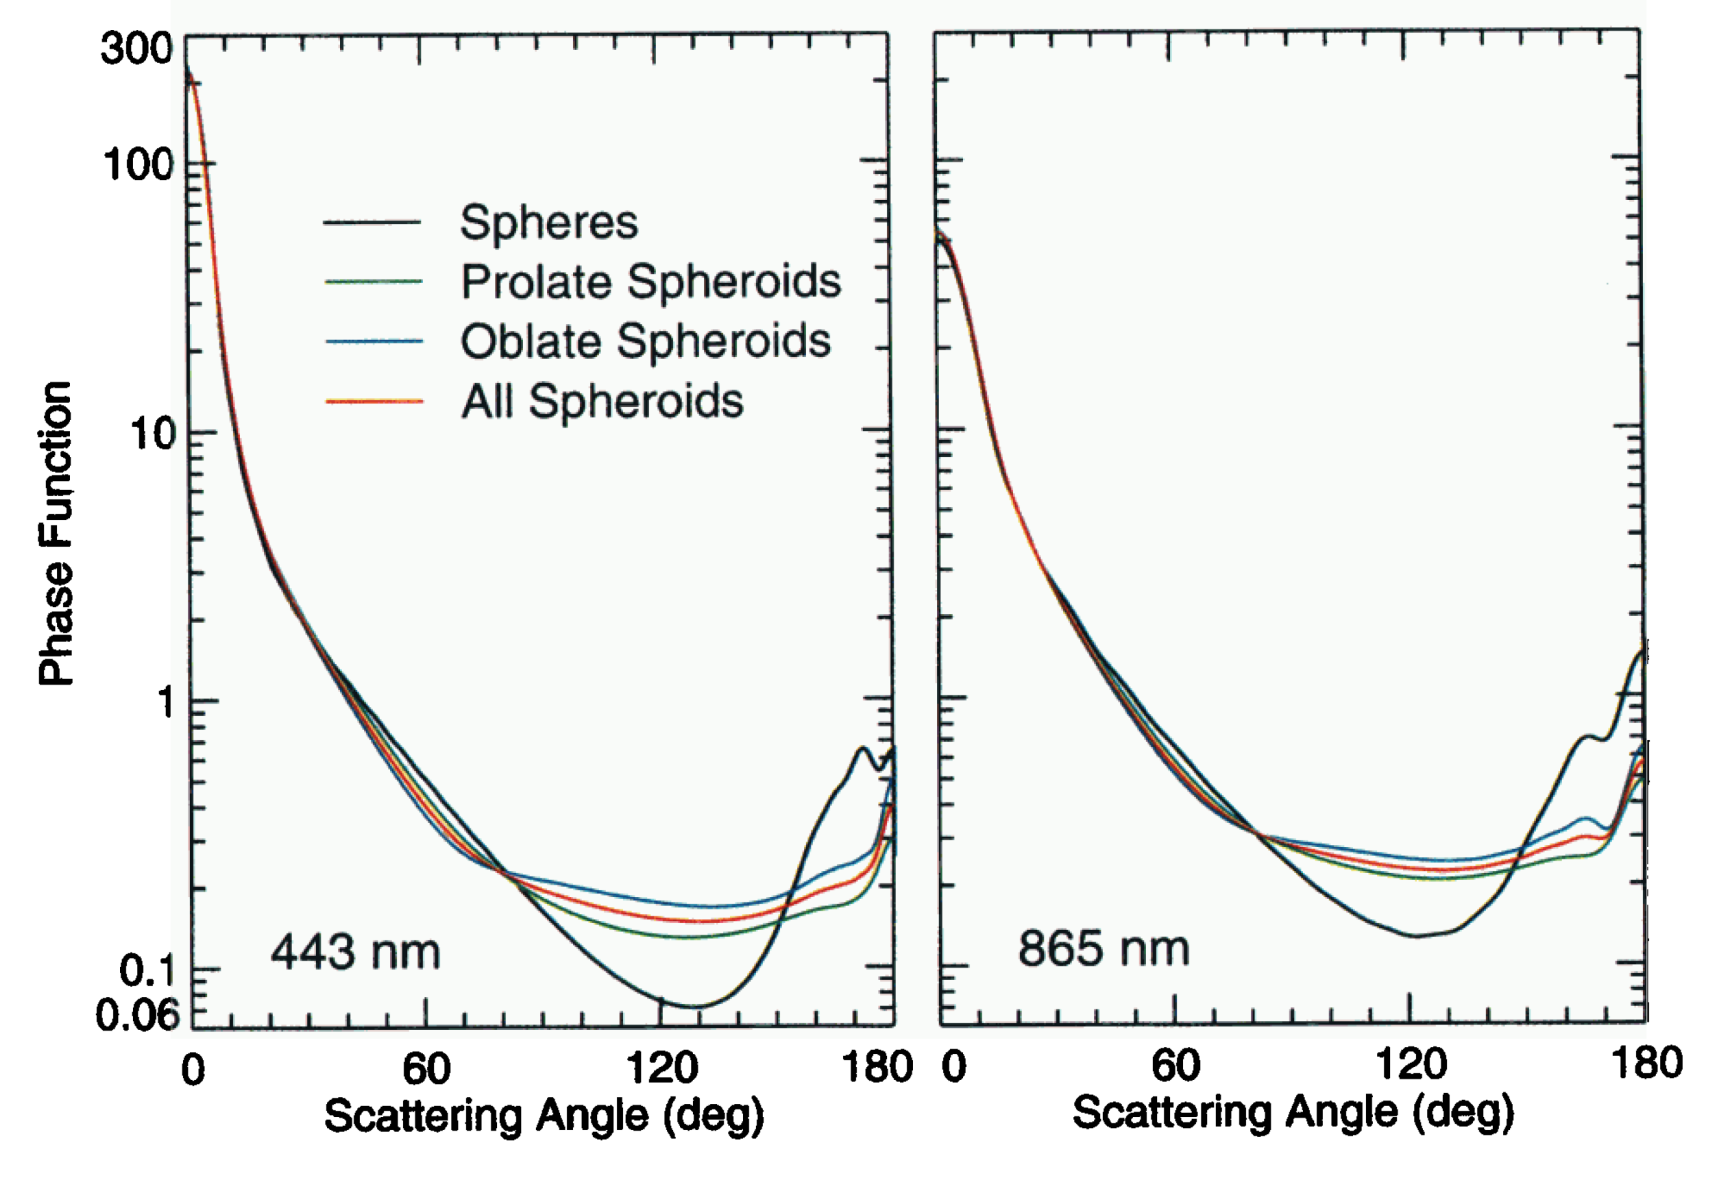 300
100
10
1
0.1
0.06
Phase Function
Spheres
Prolate Spheroids
Oblate Spheroids
All Spheroids
443 nm
865 nm
0 60 120 180
0 60 120 180
Scattering Angle (deg)
Scattering Angle (deg)